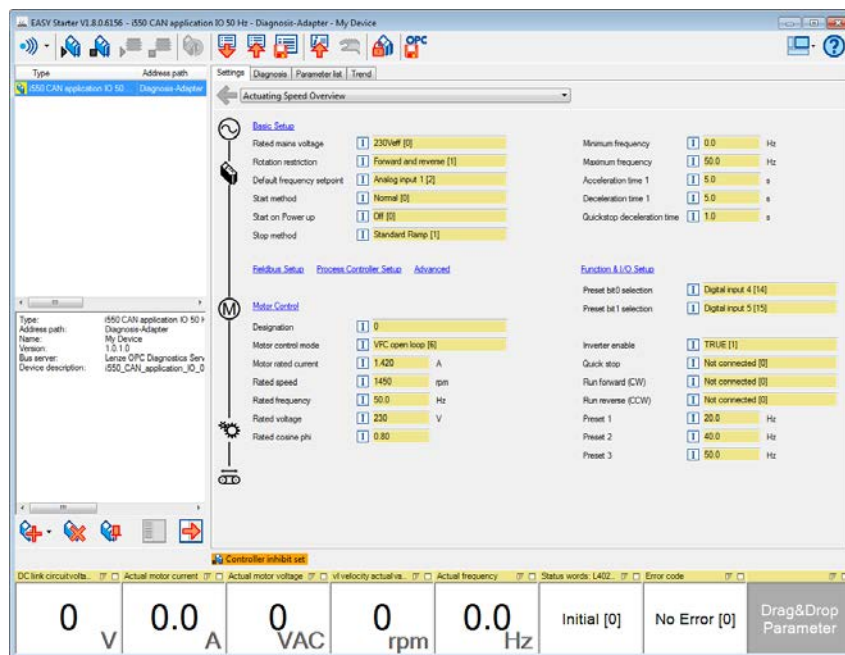 EASY Starter V1.8.0.6156 - i550 CAN application IO 50 Hz - Diagnosis-Adapter - My Device
OPC
Type Address path
i550 CAN application IO 50 ... Diagnosis-Adapter
Settings Diagnosis Parameter list Trend
Actuating Speed Overview
Basic Setup
Rated mains voltage 230Veff [0] Minimum frequency 0.0 Hz
Rotation restriction Forward and reverse [1] Maximum frequency 50.0 Hz
Default frequency setpoint Analog input 1 [2] Acceleration time 1 5.0 s
Start method Normal [0] Deceleration time 1 5.0 s
Start on Power up Off [0] Quickstop deceleration time 1.0 s
Stop method Standard Ramp [1]
Fieldbus Setup Process Controller Setup Advanced Function & I/O Setup
Preset bit0 selection Digital input 4 [14]
M Motor Control Preset bit 1 selection Digital input 5 [15]
Designation 0
Motor control mode VFC open loop [6] Inverter enable TRUE [1]
Motor rated current 1.420 A Quick stop Not connected [0]
Rated speed 1450 rpm Run forward (CW) Not connected [0]
Rated frequency 50.0 Hz Run reverse (CCW) Not connected [0]
Rated voltage 230 V Preset 1 20.0 Hz
Rated cosine phi 0.80 Preset 2 40.0 Hz
Preset 3 50.0 Hz
Type: i550 CAN application IO 50 H
Address path: Diagnosis-Adapter
Name: My Device
Version: 1.0.1.0
Bus server: Lenze OPC Diagnostics Serv
Device description: i550_CAN_application_IO_0
Controller inhibit set
DC link circuit volta... Actual motor current Actual motor voltage vl velocity actual va... Actual frequency Status words: L402... Error code
0 V 0.0 A 0 VAC 0 rpm 0.0 Hz Initial [0] No Error [0] Drag&Drop Parameter